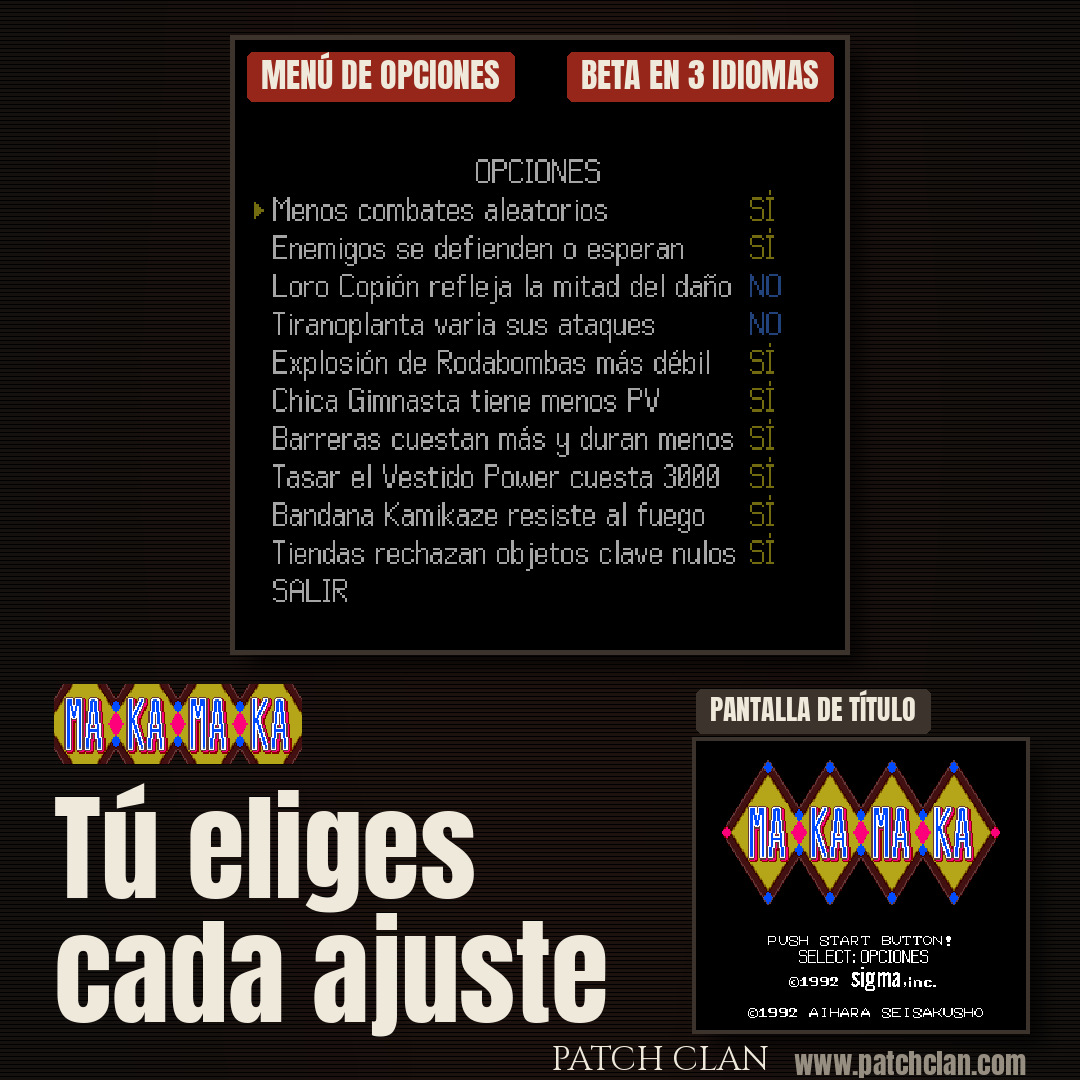 MENÚ DE OPCIONES
BETA EN 3 IDIOMAS
OPCIONES
Menos combates aleatorios SÍ
Enemigos se defienden o esperan SÍ
Loro Copión refleja la mitad del daño NO
Tiranoplanta varia sus ataques NO
Explosión de Rodabombas más débil SÍ
Chica Gimnasta tiene menos PV SÍ
Barreras cuestan más y duran menos SÍ
Tasar el Vestido Power cuesta 3000 SÍ
Bandana Kamikaze resiste al fuego SÍ
Tiendas rechazan objetos clave nulos SÍ
SALIR
MA KA MA KA
Tú eliges
cada ajuste
PANTALLA DE TÍTULO
MA KA MA KA
PUSH START BUTTON!
SELECT:OPCIONES
©1992 sigma,inc.
©1992 AIHARA SEISAKUSHO
PATCH CLAN www.patchclan.com